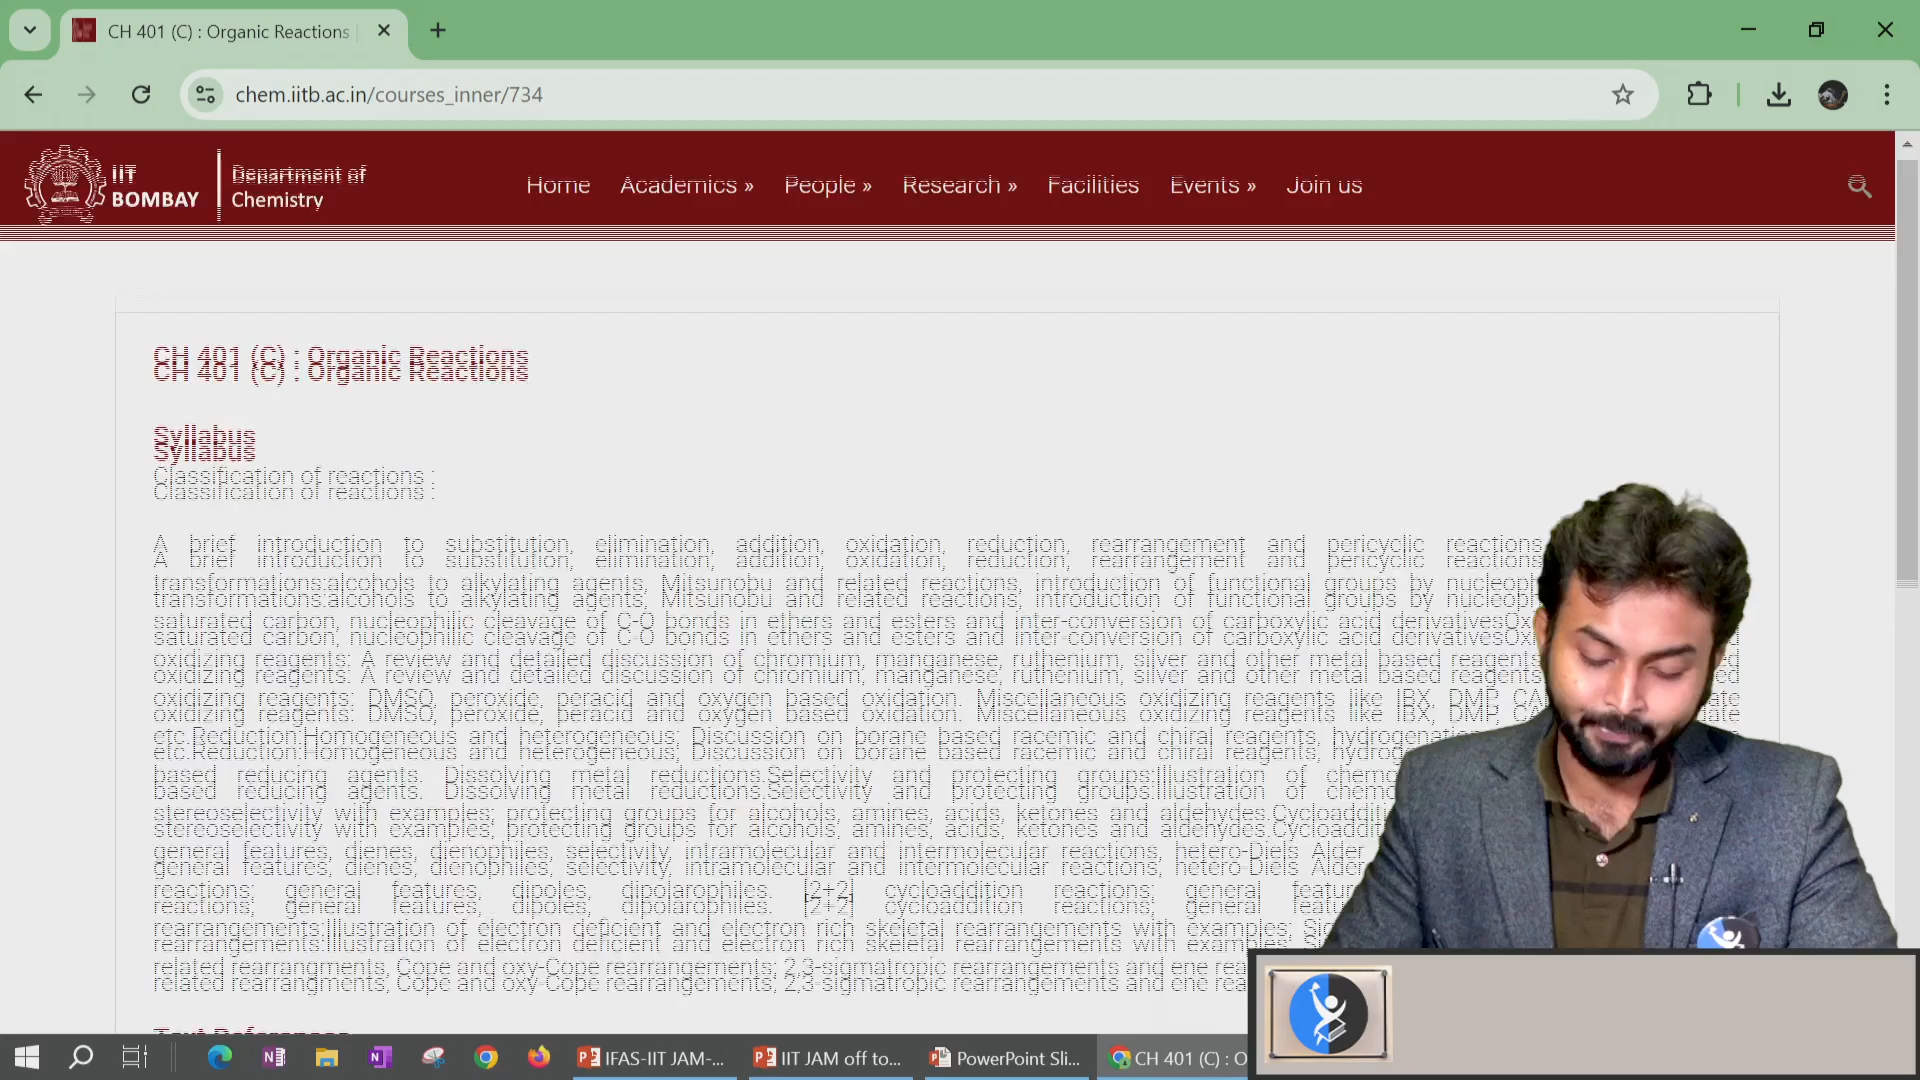 CH 401 (C) : Organic Reactions
chem.iitb.ac.in/courses_inner/734
IIT
BOMBAY
Department of
Chemistry
Home Academics » People » Research » Facilities Events » Join us
CH 401 (C) : Organic Reactions
Syllabus
Classification of reactions :
A brief introduction to substitution, elimination, addition, oxidation, reduction, rearrangement and pericyclic reactions
transformations:alcohols to alkylating agents, Mitsunobu and related reactions, introduction of functional groups by
saturated carbon, nucleophilic cleavage of C-O bonds in ethers and esters and inter-conversion of carboxylic acid
oxidizing reagents: A review and detailed discussion of chromium, manganese, ruthenium, silver and other metal based reagents
oxidizing reagents: DMSO, peroxide, peracid and oxygen based oxidation. Miscellaneous oxidizing reagents like IBX, DMP,
etc.Reduction:Homogeneous and heterogeneous; Discussion on borane based racemic and chiral reagents,
based reducing agents. Dissolving metal reductions.Selectivity and protecting groups:Illustration of
stereoselectivity with examples; protecting groups for alcohols, amines, acids, ketones and
general features, dienes, dienophiles, selectivity, intramolecular and intermolecular reactions, hetero-Diels Alder
reactions; general features, dipoles, dipolarophiles. [2+2] cycloaddition reactions; general
rearrangements:Illustration of electron deficient and electron rich skeletal rearrangements with examples;
related rearrangments, Cope and oxy-Cope rearrangements; 2,3-sigmatropic rearrangements and ene
IFAS-IIT JAM-... IIT JAM off to... PowerPoint Sli... CH 401 (C) : O